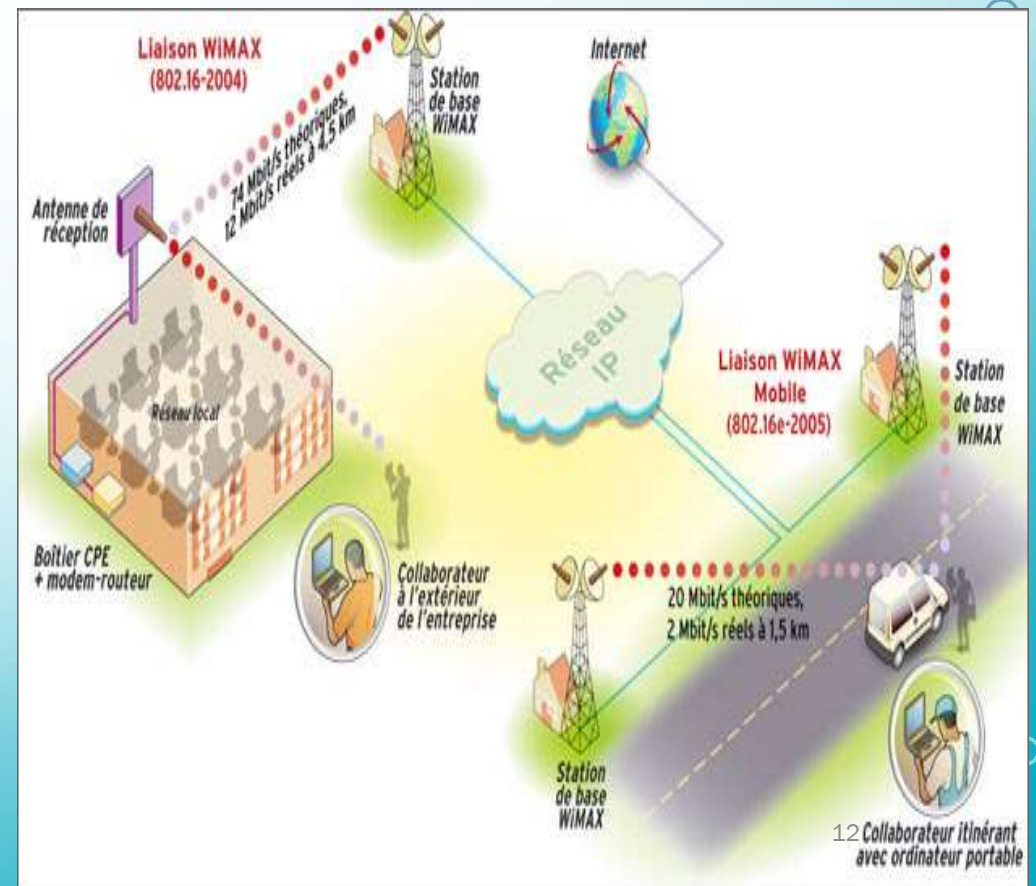 Liaison WiMAX
(802.16-2004)
74 Mbit/s théoriques,
12 Mbit/s réels à 4,5 km
Station
de base
WiMAX
Internet
Antenne de
réception
Réseau local
Boîtier CPE
+ modem-routeur
Collaborateur
à l'extérieur
de l'entreprise
Réseau
IP
Liaison WiMAX
Mobile
(802.16e-2005)
Station
de base
WiMAX
20 Mbit/s théoriques,
2 Mbit/s réels à 1,5 km
Station
de base
WiMAX
12
Collaborateur itinérant
avec ordinateur portable